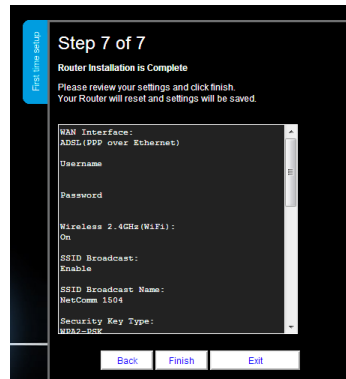 First time setup
Step 7 of 7
Router Installation is Complete
Please review your settings and click finish.
Your Router will reset and settings will be saved.
WAN Interface:
ADSL(PPP over Ethernet)
Username
Password
Wireless 2.4GHz(WiFi):
On
SSID Broadcast:
Enable
SSID Broadcast Name:
NetComm 1504
Security Key Type:
WPA2-PSK
Back Finish Exit